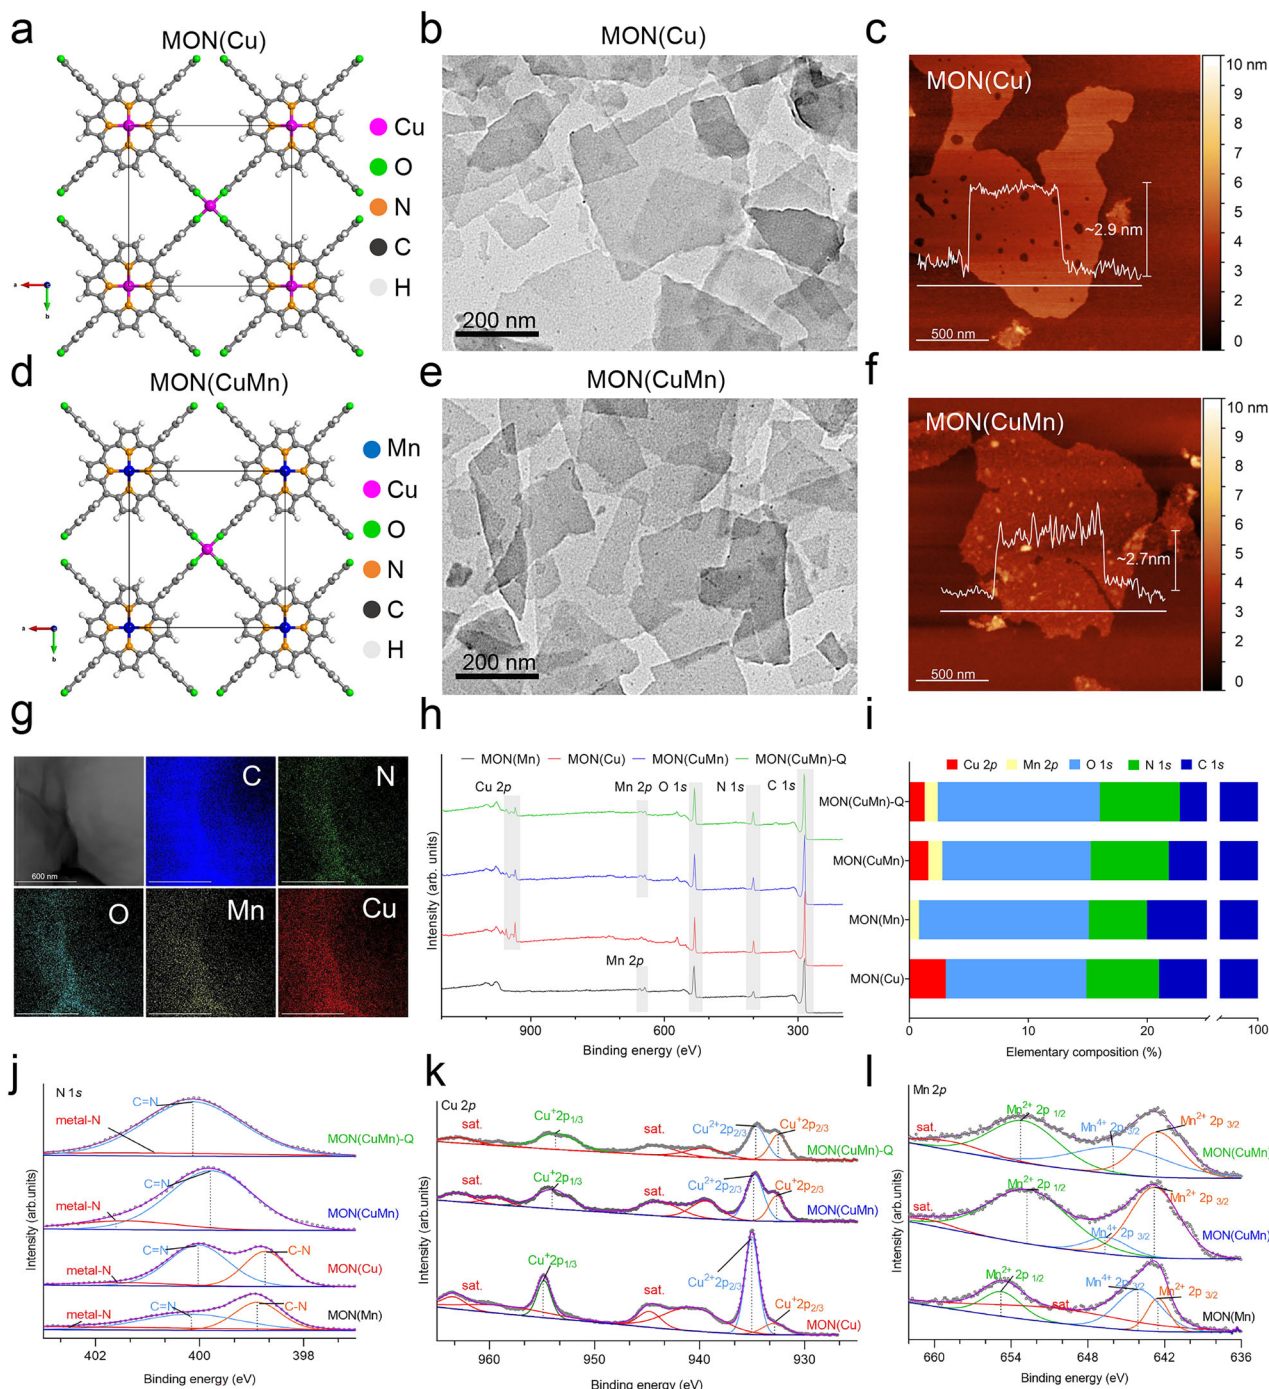 a
MON(Cu)
Cu
O
N
C
H
a
b
b
MON(Cu)
200 nm
c
MON(Cu)
~2.9 nm
500 nm
10 nm
9
8
7
6
5
4
3
2
1
0
d
MON(CuMn)
Mn
Cu
O
N
C
H
a
b
e
MON(CuMn)
200 nm
f
MON(CuMn)
~2.7nm
500 nm
10 nm
9
8
7
6
5
4
3
2
1
0
g
600 nm
C
N
O
Mn
Cu
h
MON(Mn) MON(Cu) MON(CuMn) MON(CuMn)-Q
Cu 2p Mn 2p O 1s N 1s C 1s
Mn 2p
Intensity (arb. units)
900 600 300
Binding energy (eV)
i
Cu 2p Mn 2p O 1s N 1s C 1s
MON(CuMn)-Q
MON(CuMn)
MON(Mn)
MON(Cu)
0 10 20 100
Elementary composition (%)
j
N 1s
C=N
metal-N
MON(CuMn)-Q
C=N
metal-N
MON(CuMn)
C=N
C-N
metal-N
MON(Cu)
metal-N
C=N
C-N
MON(Mn)
Intensity (arb.units)
402 400 398
Binding energy (eV)
k
Cu 2p
sat.
Cu⁺2p1/3
sat.
Cu²⁺2p2/3
Cu⁺2p2/3
MON(CuMn)-Q
sat.
Cu⁺2p1/3
sat.
Cu²⁺2p2/3
Cu⁺2p2/3
MON(CuMn)
sat.
Cu⁺2p1/3
sat.
Cu²⁺2p2/3
Cu⁺2p2/3
MON(Cu)
Intensity (arb.units)
960 950 940 930
Binding energy (eV)
l
Mn 2p
sat.
Mn²⁺ 2p 1/2
Mn⁴⁺ 2p 3/2
Mn²⁺ 2p 3/2
MON(CuMn)
sat.
Mn²⁺ 2p 1/2
Mn⁴⁺ 2p 3/2
Mn²⁺ 2p 3/2
MON(CuMn)
Mn²⁺ 2p 1/2
sat.
Mn⁴⁺ 2p 3/2
Mn²⁺ 2p 3/2
MON(Mn)
Intensity (arb.units)
660 654 648 642 636
Binding energy (eV)